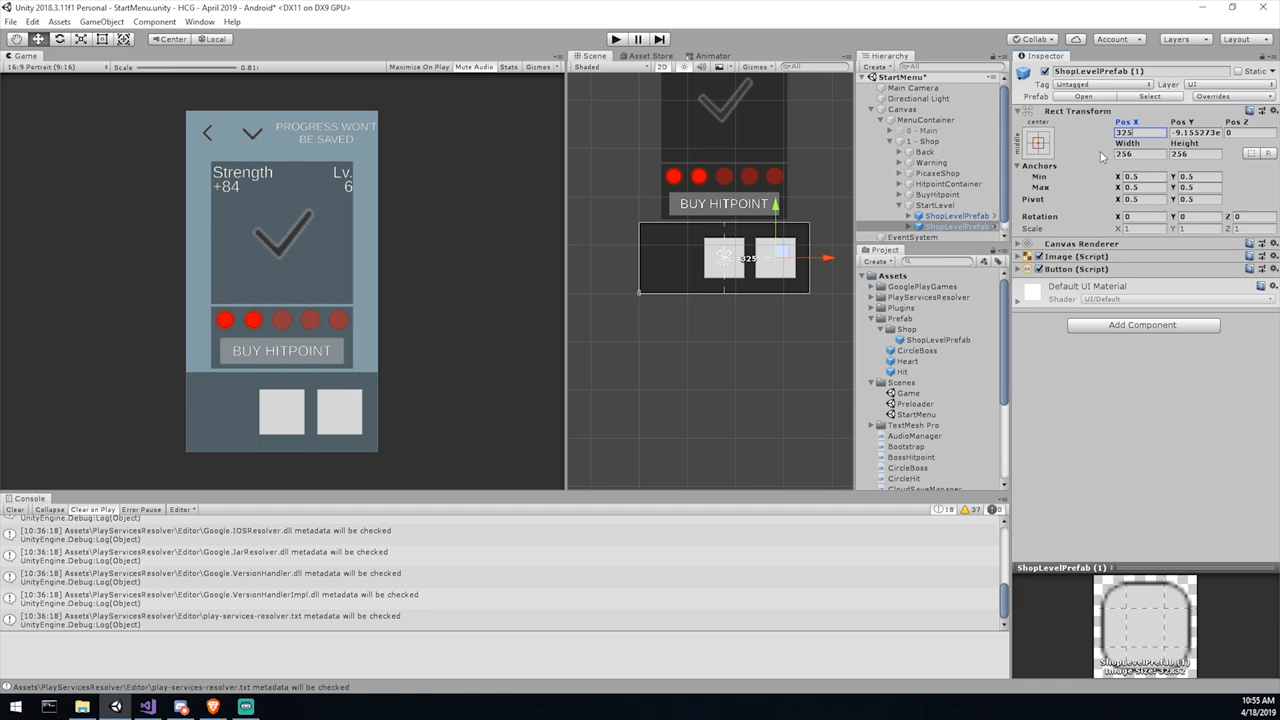 Unity 2018.3.11f1 Personal - StartMenu.unity - HCG - April 2019 - Android* <DX11 on DX9 GPU>
File Edit Assets GameObject Component Window Help
Center Local Collab Account Layers Layout
Game
16:9 Portrait (9:16) Scale 0.81 Maximize On Play Mute Audio Stats Gizmos
PROGRESS WON'T
BE SAVED
Strength Lv.
+84 6
BUY HITPOINT
Scene Asset Store Animator
Shaded 2D Gizmos All
BUY HITPOINT
325
Hierarchy
Create All
StartMenu*
Main Camera
Directional Light
Canvas
MenuContainer
0 - Main
1 - Shop
Back
Warning
PicaxeShop
HitpointContainer
BuyHitpoint
StartLevel
ShopLevelPrefab
ShopLevelPrefab
EventSystem
Project
Create
Assets
GooglePlayGames
PlayServicesResolver
Plugins
Prefab
Shop
ShopLevelPrefab
CircleBoss
Heart
Hit
Scenes
Game
Preloader
StartMenu
TextMesh Pro
AudioManager
Bootstrap
BossHitpoint
CircleBoss
CircleHit
CloudSaveManager
Inspector
ShopLevelPrefab (1) Static
Tag Untagged Layer UI
Prefab Open Select Overrides
Rect Transform
center Pos X Pos Y Pos Z
middle 325 -9.155273e 0
Width Height
256 256 R
Anchors
Min X 0.5 Y 0.5
Max X 0.5 Y 0.5
Pivot X 0.5 Y 0.5
Rotation X 0 Y 0 Z 0
Scale X 1 Y 1 Z 1
Canvas Renderer
Image (Script)
Button (Script)
Default UI Material
Shader UI/Default
Add Component
ShopLevelPrefab (1)
ShopLevelPrefab (1)
Image Size: 32x32
Console
Clear Collapse Clear on Play Error Pause Editor 18 37 0
UnityEngine.Debug:Log(Object)
[10:36:18] Assets\PlayServicesResolver\Editor\Google.IOSResolver.dll metadata will be checked
UnityEngine.Debug:Log(Object)
[10:36:18] Assets\PlayServicesResolver\Editor\Google.JarResolver.dll metadata will be checked
UnityEngine.Debug:Log(Object)
[10:36:18] Assets\PlayServicesResolver\Editor\Google.VersionHandler.dll metadata will be checked
UnityEngine.Debug:Log(Object)
[10:36:18] Assets\PlayServicesResolver\Editor\Google.VersionHandlerImpl.dll metadata will be checked
UnityEngine.Debug:Log(Object)
[10:36:18] Assets\PlayServicesResolver\Editor\play-services-resolver.txt metadata will be checked
UnityEngine.Debug:Log(Object)
Assets\PlayServicesResolver\Editor\play-services-resolver.txt metadata will be checked
10:55 AM
4/18/2019